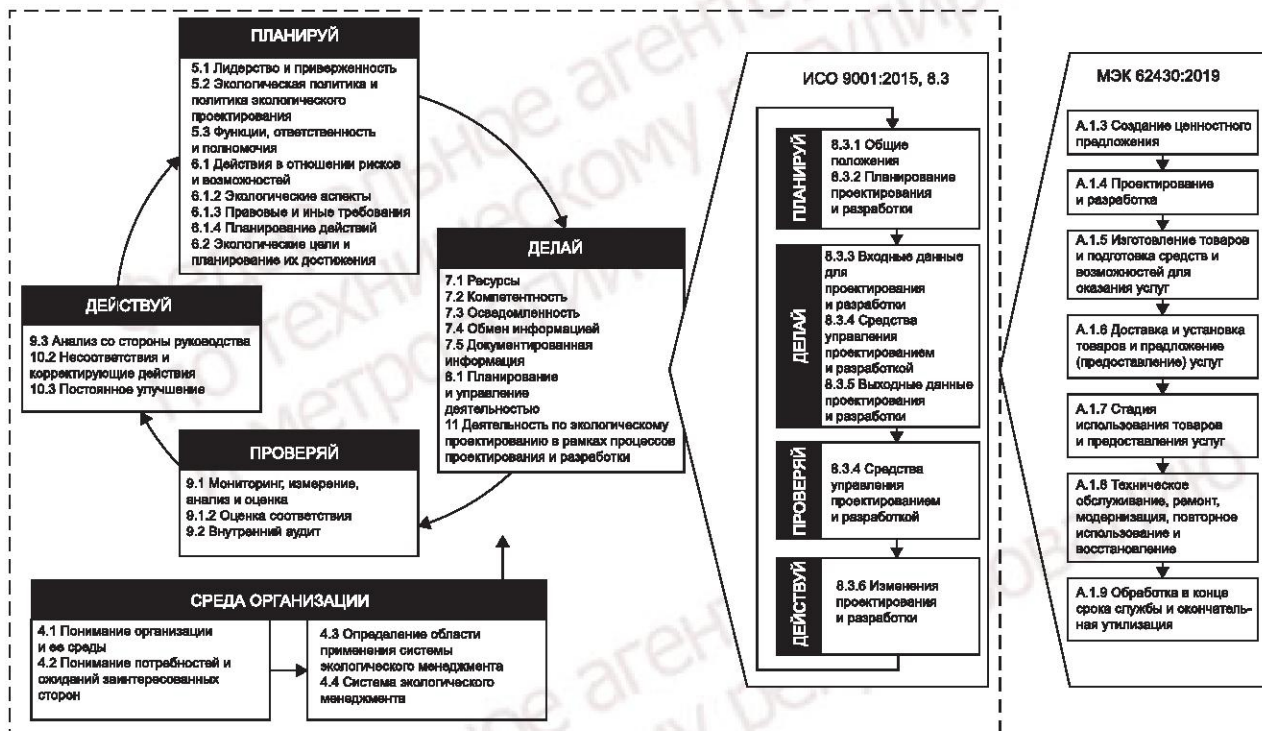 ПЛАНИРУЙ
5.1 Лидерство и приверженность
5.2 Экологическая политика и
политика экологического
проектирования
5.3 Функции, ответственность
и полномочия
6.1 Действия в отношении рисков
и возможностей
6.1.2 Экологические аспекты
6.1.3 Правовые и иные требования
6.1.4 Планирование действий
6.2 Экологические цели и
планирование их достижения
ДЕЛАЙ
7.1 Ресурсы
7.2 Компетентность
7.3 Осведомленность
7.4 Обмен информацией
7.5 Документированная
информация
8.1 Планирование
и управление
деятельностью
11 Деятельность по экологическому
проектированию в рамках процессов
проектирования и разработки
ДЕЙСТВУЙ
9.3 Анализ со стороны руководства
10.2 Несоответствия и
корректирующие действия
10.3 Постоянное улучшение
ПРОВЕРЯЙ
9.1 Мониторинг, измерение,
анализ и оценка
9.1.2 Оценка соответствия
9.2 Внутренний аудит
СРЕДА ОРГАНИЗАЦИИ
4.1 Понимание организации
и ее среды
4.2 Понимание потребностей и
ожиданий заинтересованных
сторон
4.3 Определение области
применения системы
экологического менеджмента
4.4 Система экологического
менеджмента
ИСО 9001:2015, 8.3
ПЛАНИРУЙ
8.3.1 Общие
положения
8.3.2 Планирование
проектирования
и разработки
ДЕЛАЙ
8.3.3 Входные данные
для
проектирования
и разработки
8.3.4 Средства
управления
проектированием
и разработкой
8.3.5 Выходные данные
проектирования
и разработки
ПРОВЕРЯЙ
8.3.4 Средства
управления
проектированием
и разработкой
ДЕЙСТВУЙ
8.3.6 Изменения
проектирования
и разработки
МЭК 62430:2019
А.1.3 Создание ценностного
предложения
А.1.4 Проектирование
и разработка
А.1.5 Изготовление товаров
и подготовка средств и
возможностей для
оказания услуг
А.1.6 Доставка и установка
товаров и предложение
(предоставление) услуг
А.1.7 Стадия
использования товаров
и предоставления услуг
А.1.8 Техническое
обслуживание, ремонт,
модернизация, повторное
использование и
восстановление
А.1.9 Обработка в конце
срока службы и окончатель-
ная утилизация